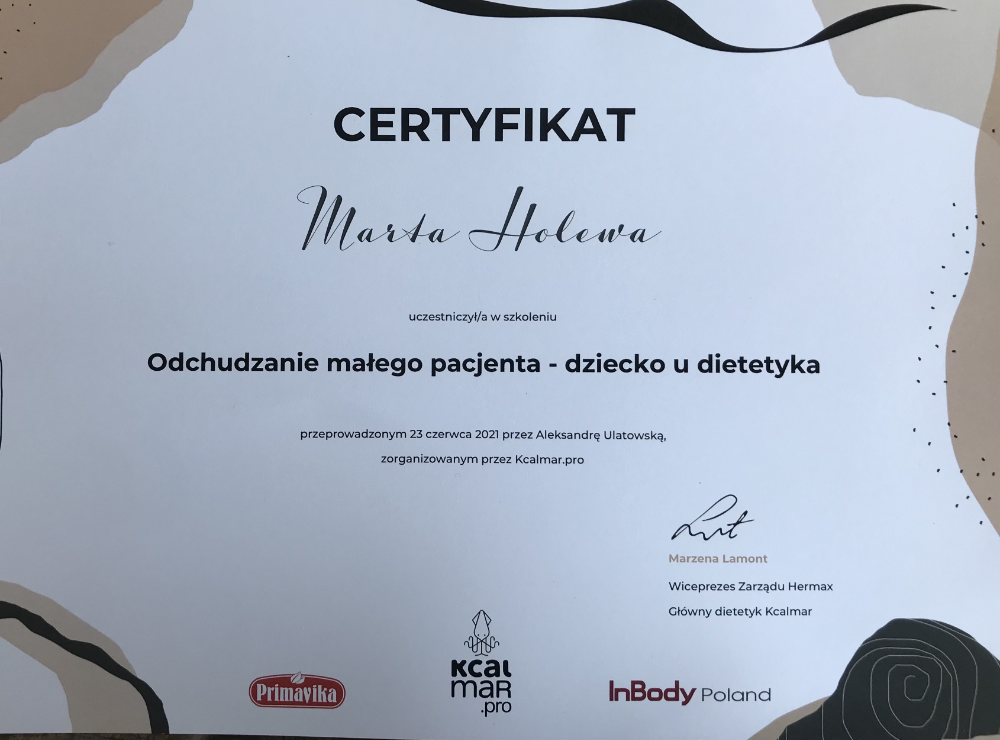 CERTYFIKAT
Marta Holewa
uczestniczył/a w szkoleniu
Odchudzanie małego pacjenta - dziecko u dietetyka
przeprowadzonym 23 czerwca 2021 przez Aleksandrę Ulatowską,
zorganizowanym przez Kcalmar.pro
Marzena Lamont
Wiceprezes Zarządu Hermax
Główny dietetyk Kcalmar
Primavika
Kcal
mar
.pro
InBody Poland